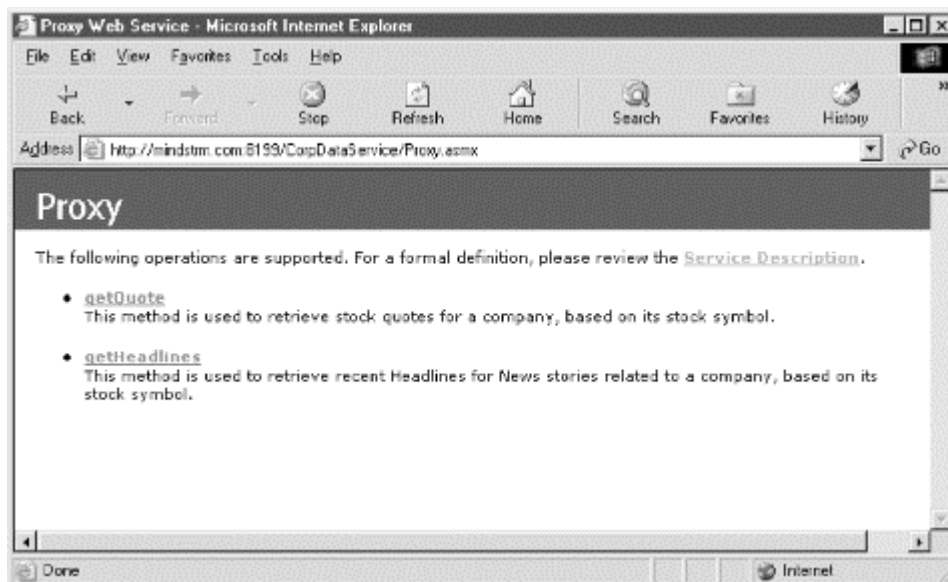 Proxy Web Service - Microsoft Internet Explorer
File Edit View Favorites Tools Help
Back Forward Stop Refresh Home Search Favorites History
Address http://mindstrm.com:8199/CorpDataService/Proxy.asmx Go
Proxy
The following operations are supported. For a formal definition, please review the Service Description.
• getQuote
This method is used to retrieve stock quotes for a company, based on its stock symbol.
• getHeadlines
This method is used to retrieve recent Headlines for News stories related to a company, based on its
stock symbol.
Done Internet